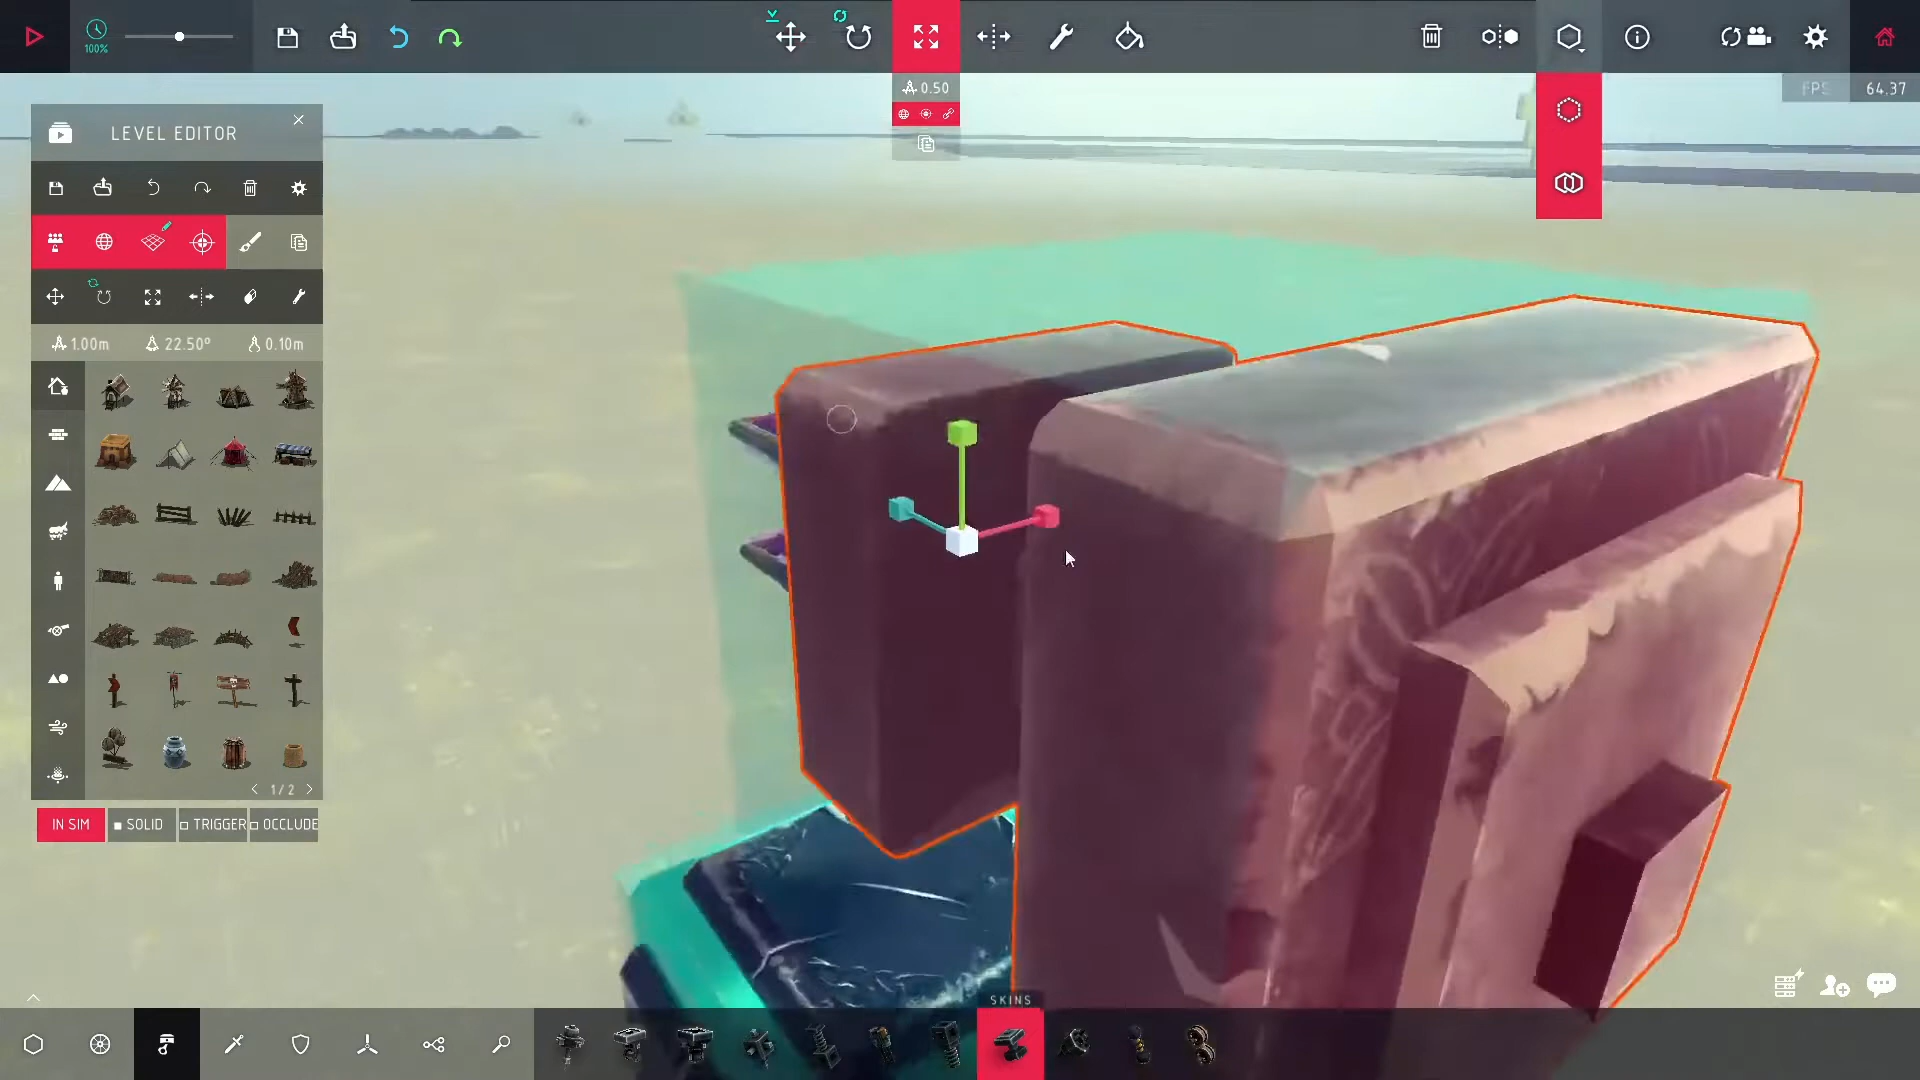 100%
0.50
FPS 64.37
LEVEL EDITOR
1.00m 22.50º 0.10m
1/2
IN SIM SOLID TRIGGER OCCLUDE
SKINS